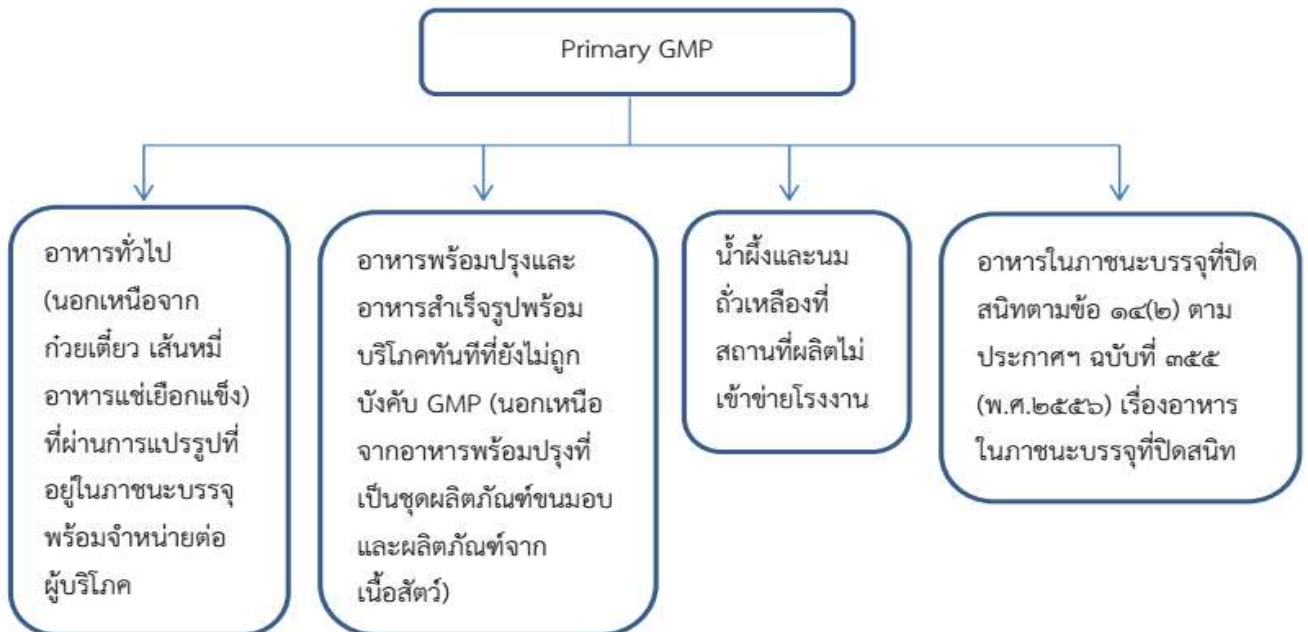 Primary GMP
อาหารทั่วไป
(นอกเหนือจาก
ก๋วยเตี๋ยว เส้นหมี่
อาหารแช่เยือกแข็ง)
ที่ผ่านการแปรรูปที่
อยู่ในภาชนะบรรจุ
พร้อมจำหน่ายต่อ
ผู้บริโภค
อาหารพร้อมปรุงและ
อาหารสำเร็จรูปพร้อม
บริโภคทันทีที่ยังไม่ถูก
บังคับ GMP (นอกเหนือ
จากอาหารพร้อมปรุงที่
เป็นชุดผลิตภัณฑ์ขนมอบ
และผลิตภัณฑ์จาก
เนื้อสัตว์)
น้ำผึ้งและนม
ถั่วเหลืองที่
สถานที่ผลิตไม่
เข้าข่ายโรงงาน
อาหารในภาชนะบรรจุที่ปิด
สนิทตามข้อ ๑๔(๒) ตาม
ประกาศฯ ฉบับที่ ๓๕๕
(พ.ศ.๒๕๕๖) เรื่องอาหาร
ในภาชนะบรรจุที่ปิดสนิท